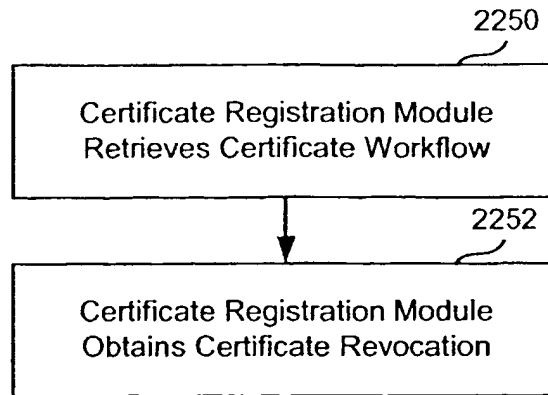 2250
Certificate Registration Module
Retrieves Certificate Workflow
2252
Certificate Registration Module
Obtains Certificate Revocation